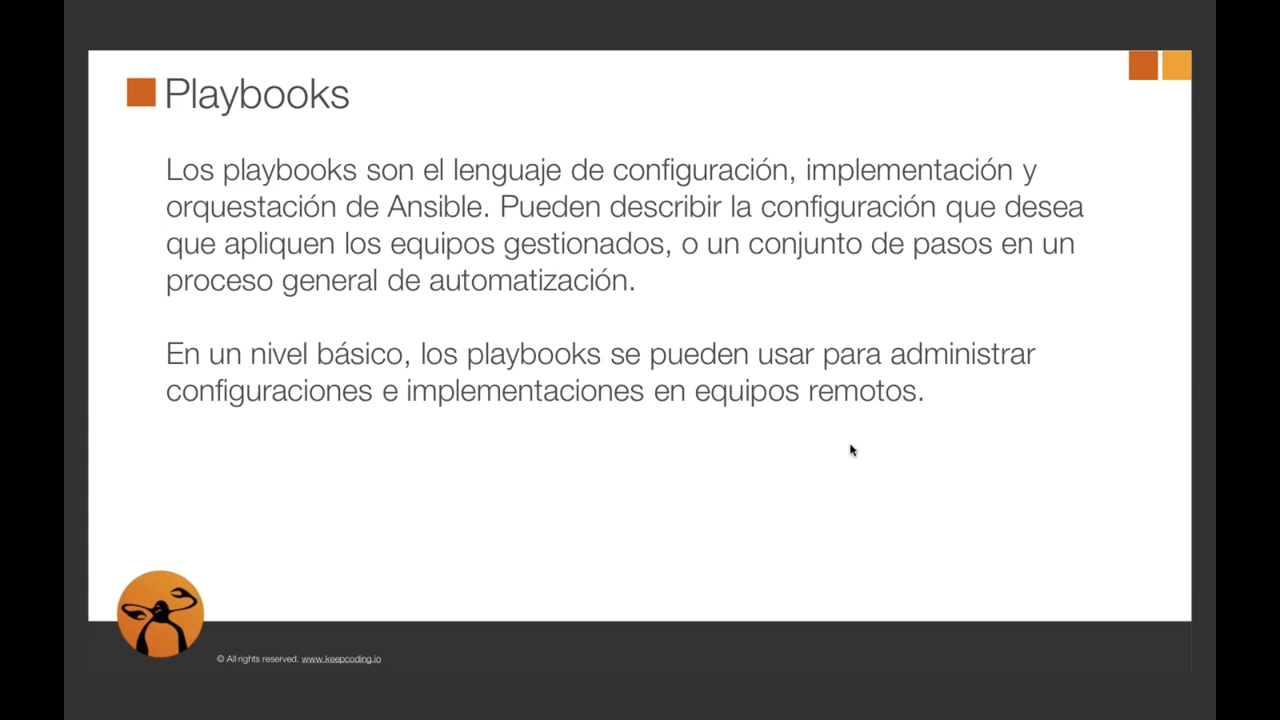 Playbooks
Los playbooks son el lenguaje de configuración, implementación y
orquestación de Ansible. Pueden describir la configuración que desea
que apliquen los equipos gestionados, o un conjunto de pasos en un
proceso general de automatización.
En un nivel básico, los playbooks se pueden usar para administrar
configuraciones e implementaciones en equipos remotos.
© All rights reserved. www.keepcoding.io